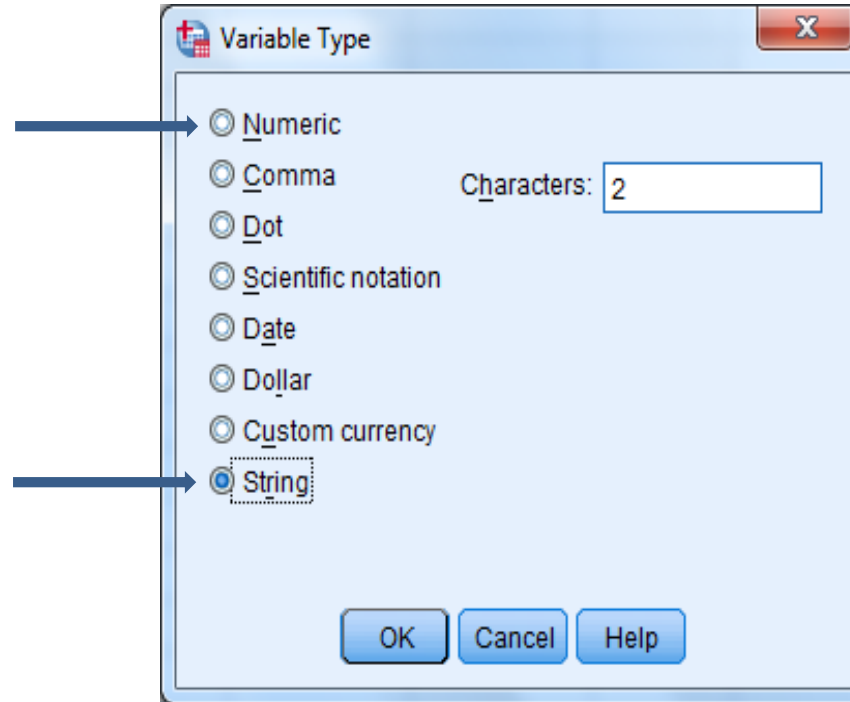 Variable Type
X
Numeric
Comma
Characters: 2
Dot
Scientific notation
Date
Dollar
Custom currency
String
OK Cancel Help